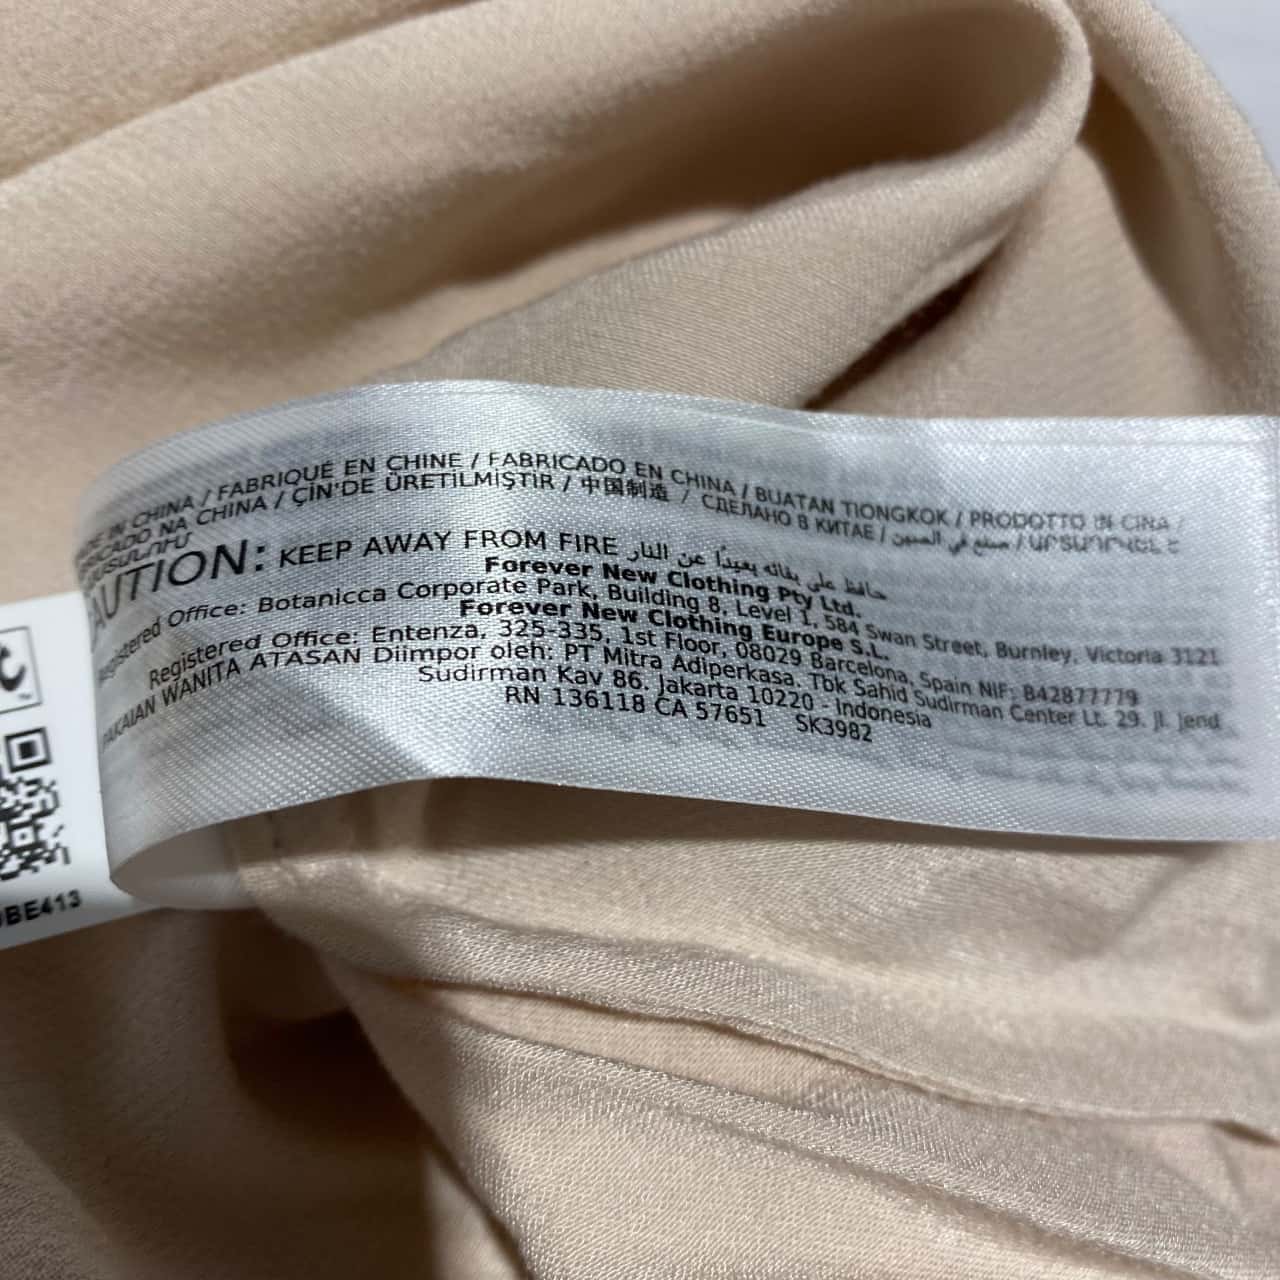 IN CHINA / FABRIQUÉ EN CHINE / FABRICADO EN CHINA / BUATAN TIONGKOK / PRODOTTO IN CINA /
NA CHINA / ÇİN'DE ÜRETİLMİŞTİR / 中国制造 / СДЕЛАНО В КИТАЕ / صنع في الصين /
AUTION: KEEP AWAY FROM FIRE حافظ على بقائه بعيدًا عن النار
Forever New Clothing Pty Ltd.
Registered Office: Botanicca Corporate Park, Building 8, Level 1, 584 Swan Street, Burnley, Victoria 3121
Forever New Clothing Europe S.L.
Registered Office: Entenza, 325-335, 1st Floor, 08029 Barcelona, Spain NIF: B42877779
PAKAIAN WANITA ATASAN Diimpor oleh: PT Mitra Adiperkasa, Tbk Sahid Sudirman Center Lt. 29. Jl. Jend.
Sudirman Kav 86. Jakarta 10220 - Indonesia
RN 136118 CA 57651 SK3982
BE413